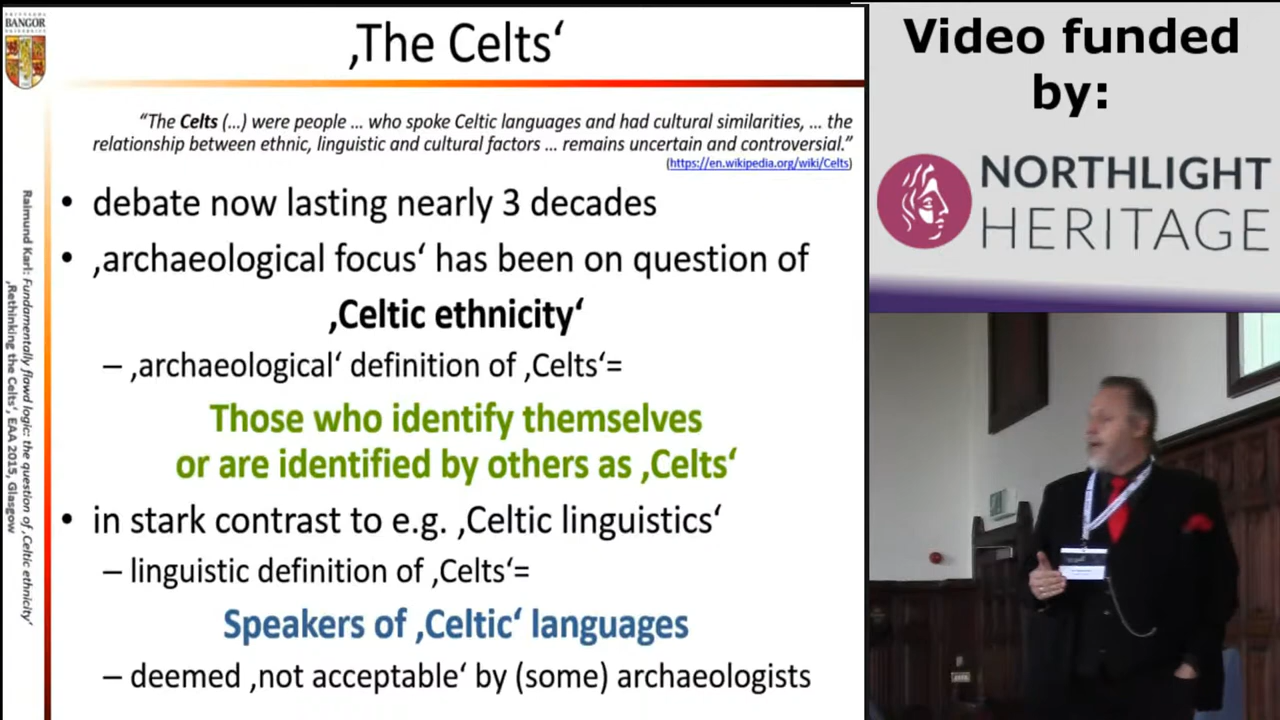 PRIFYSGOL
BANGOR
UNIVERSITY
‚The Celts‘
“The Celts (...) were people ... who spoke Celtic languages and had cultural similarities, ... the
relationship between ethnic, linguistic and cultural factors ... remains uncertain and controversial.”
(https://en.wikipedia.org/wiki/Celts)
• debate now lasting nearly 3 decades
• ‚archaeological focus‘ has been on question of
‚Celtic ethnicity‘
– ‚archaeological‘ definition of ‚Celts‘=
Those who identify themselves
or are identified by others as ‚Celts‘
• in stark contrast to e.g. ‚Celtic linguistics‘
– linguistic definition of ‚Celts‘=
Speakers of ‚Celtic‘ languages
– deemed ‚not acceptable‘ by (some) archaeologists
Raimund Karl: Fundamentally flawd logic: the question of ‚Celtic ethnicity‘
‚Rethinking the Celts‘, EAA 2015, Glasgow
Video funded
by:
NORTHLIGHT
HERITAGE